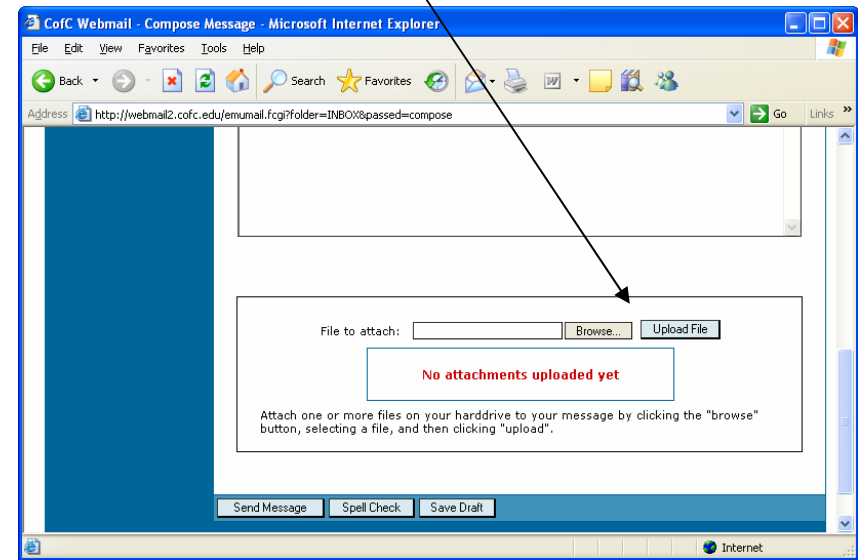 CofC Webmail - Compose Message - Microsoft Internet Explorer
File Edit View Favorites Tools Help
Back Search Favorites W
Address http://webmail2.cofc.edu/emumail.fcgi?folder=INBOX&passed=compose Go Links »
File to attach: Browse... Upload File
No attachments uploaded yet
Attach one or more files on your harddrive to your message by clicking the "browse"
button, selecting a file, and then clicking "upload".
Send Message Spell Check Save Draft
Internet